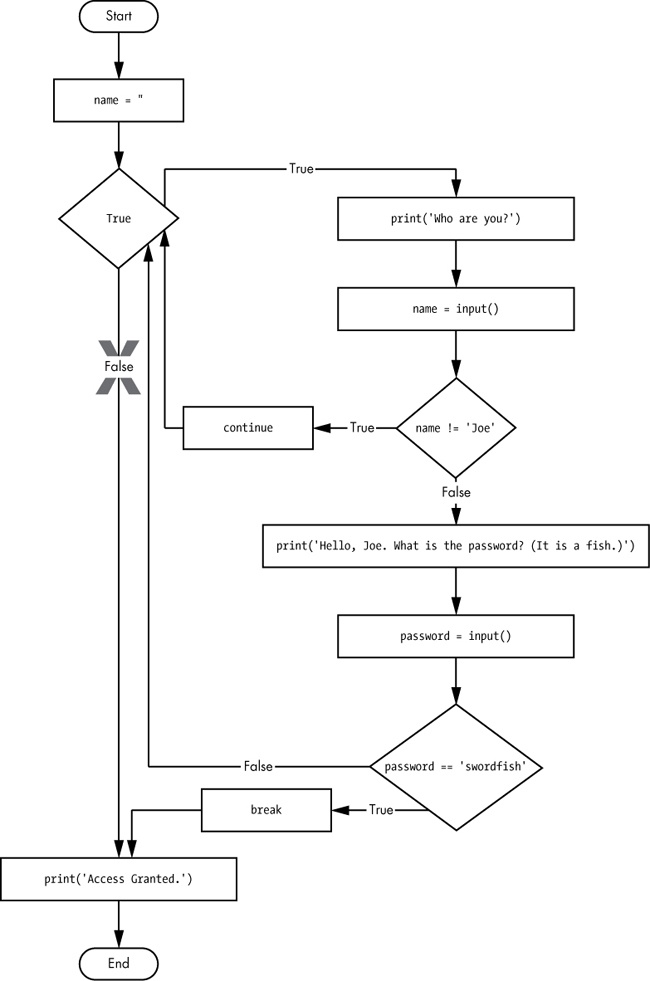 Start
name = "
True
True
print('Who are you?')
name = input()
False
continue
True
name != 'Joe'
False
print('Hello, Joe. What is the password? (It is a fish.)')
password = input()
False
password == 'swordfish'
break
True
print('Access Granted.')
End